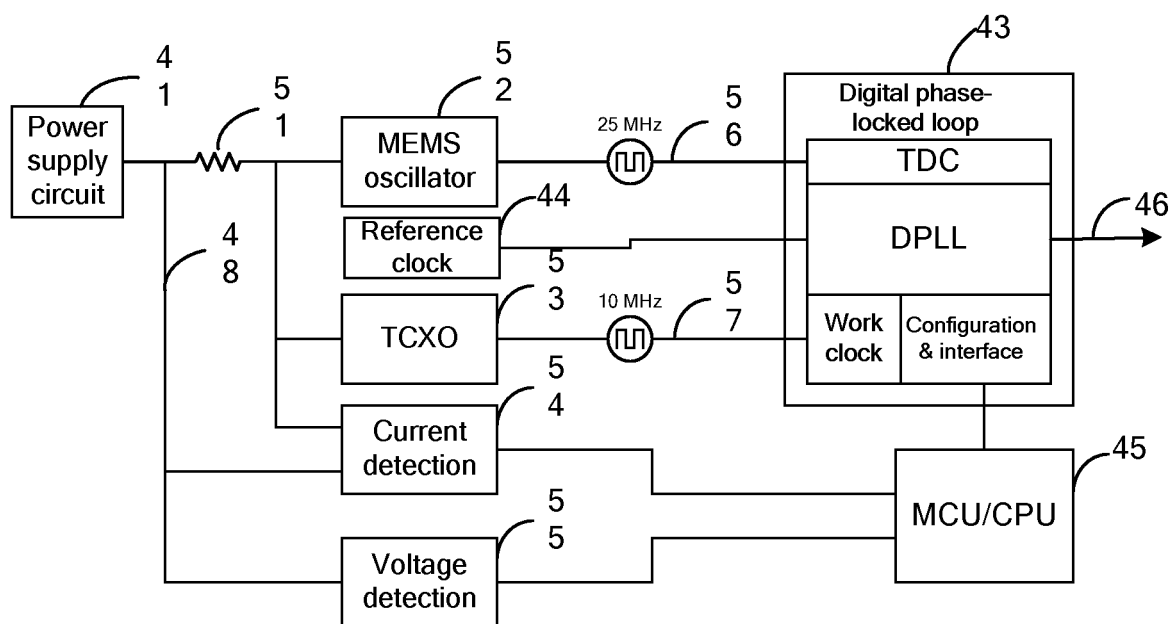 43
4
1
5
1
5
2
Power
supply
circuit
MEMS
oscillator
25 MHz
5
6
Digital phase-
locked loop
TDC
DPLL
Work
clock
Configuration
& interface
44
Reference
clock
46
4
8
5
3
TCXO
10 MHz
5
7
5
4
Current
detection
45
MCU/CPU
5
5
Voltage
detection